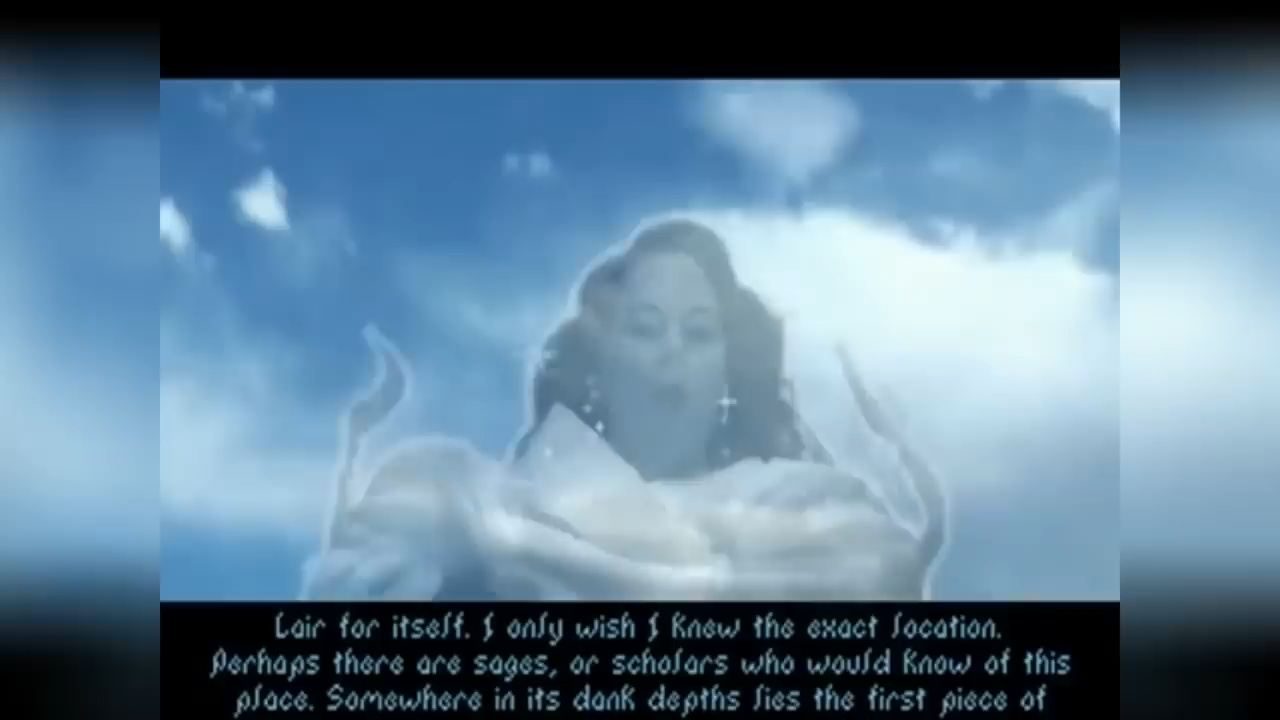 Lair for itself. I only wish I knew the exact location.
Perhaps there are sages, or scholars who would know of this
place. Somewhere in its dank depths lies the first piece of